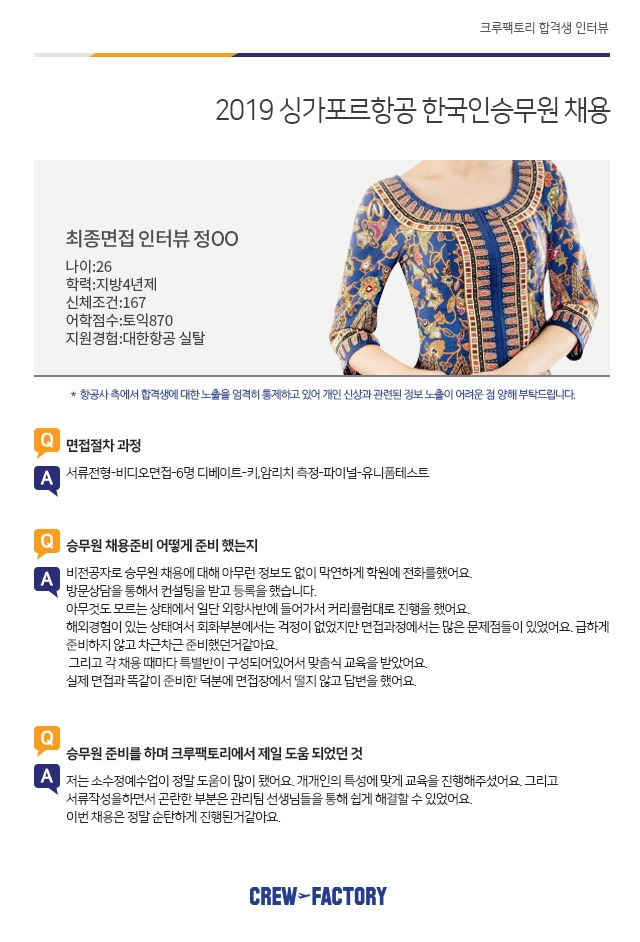 크루팩토리 합격생 인터뷰
2019 싱가포르항공 한국인승무원 채용
최종면접 인터뷰 정OO
나이:26
학력:지방4년제
신체조건:167
어학점수:토익870
지원경험:대한항공 실탈
* 항공사 측에서 합격생에 대한 노출을 엄격히 통제하고 있어 개인 신상과 관련된 정보 노출이 어려운 점 양해 부탁드립니다.
Q 면접절차 과정
A 서류전형-비디오면접-6명 디베이트-키,암리치 측정-파이널-유니폼테스트
Q 승무원 채용준비 어떻게 준비 했는지
A 비전공자로 승무원 채용에 대해 아무런 정보도 없이 막연하게 학원에 전화를했어요.
방문상담을 통해서 컨설팅을 받고 등록을 했습니다.
아무것도 모르는 상태에서 일단 외항사반에 들어가서 커리큘럼대로 진행을 했어요.
해외경험이 있는 상태여서 회화부분에서는 걱정이 없었지만 면접과정에서는 많은 문제점들이 있었어요. 급하게
준비하지 않고 차근차근 준비했던거같아요.
그리고 각 채용 때마다 특별반이 구성되어있어서 맞춤식 교육을 받았어요.
실제 면접과 똑같이 준비한 덕분에 면접장에서 떨지 않고 답변을 했어요.
Q 승무원 준비를 하며 크루팩토리에서 제일 도움 되었던 것
A 저는 소수정예수업이 정말 도움이 많이 됐어요. 개개인의 특성에 맞게 교육을 진행해주셨어요. 그리고
서류작성을하면서 곤란한 부분은 관리팀 선생님들을 통해 쉽게 해결할 수 있었어요.
이번 채용은 정말 순탄하게 진행된거같아요.
CREW FACTORY